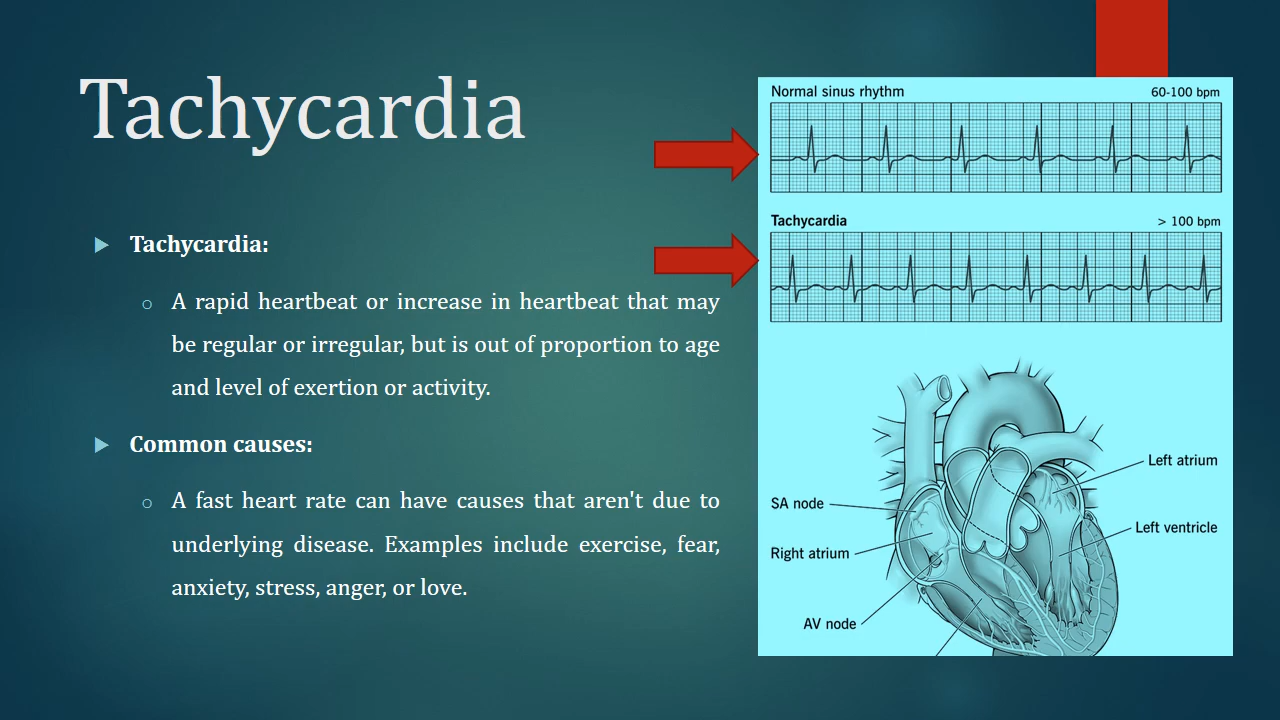 Tachycardia
Tachycardia:
A rapid heartbeat or increase in heartbeat that may
be regular or irregular, but is out of proportion to age
and level of exertion or activity.
Common causes:
A fast heart rate can have causes that aren't due to
underlying disease. Examples include exercise, fear,
anxiety, stress, anger, or love.
Normal sinus rhythm 60-100 bpm
Tachycardia > 100 bpm
Left atrium
SA node
Left ventricle
Right atrium
AV node